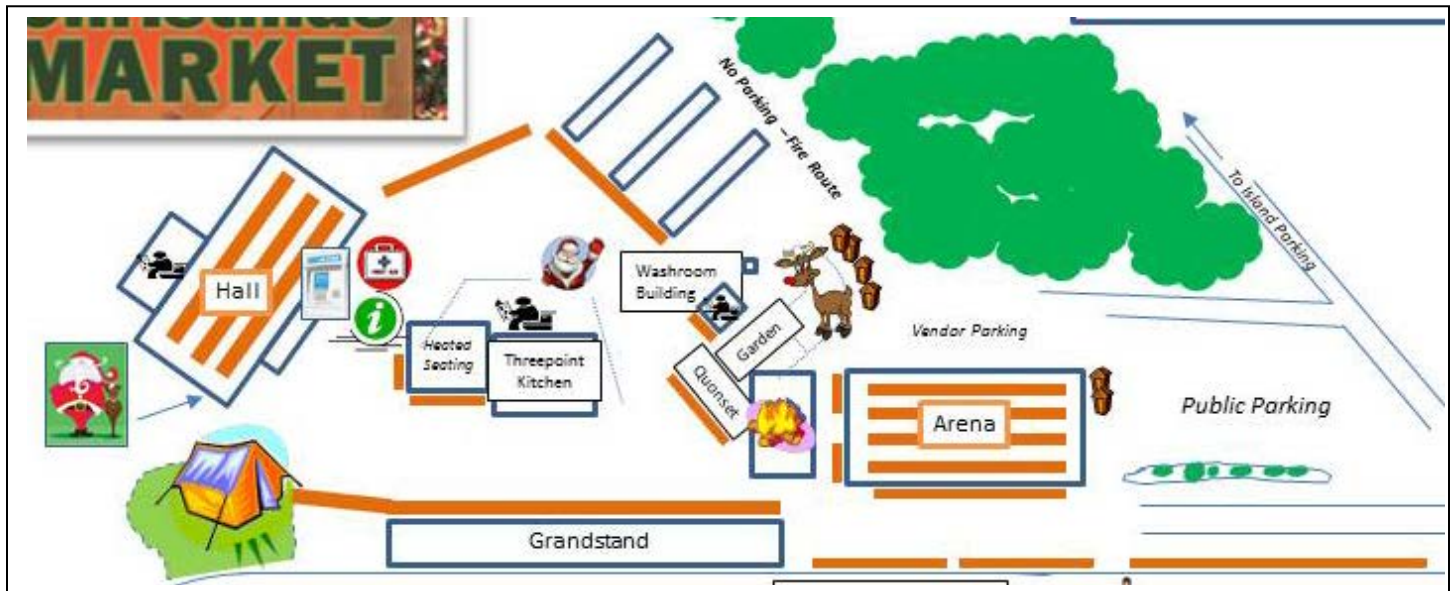 Christmas
MARKET
No Parking – Fire Route
To Island Parking
Hall
Washroom
Building
Heated
Seating
Threepoint
Kitchen
Garden
Quonset
Vendor Parking
Arena
Public Parking
Grandstand